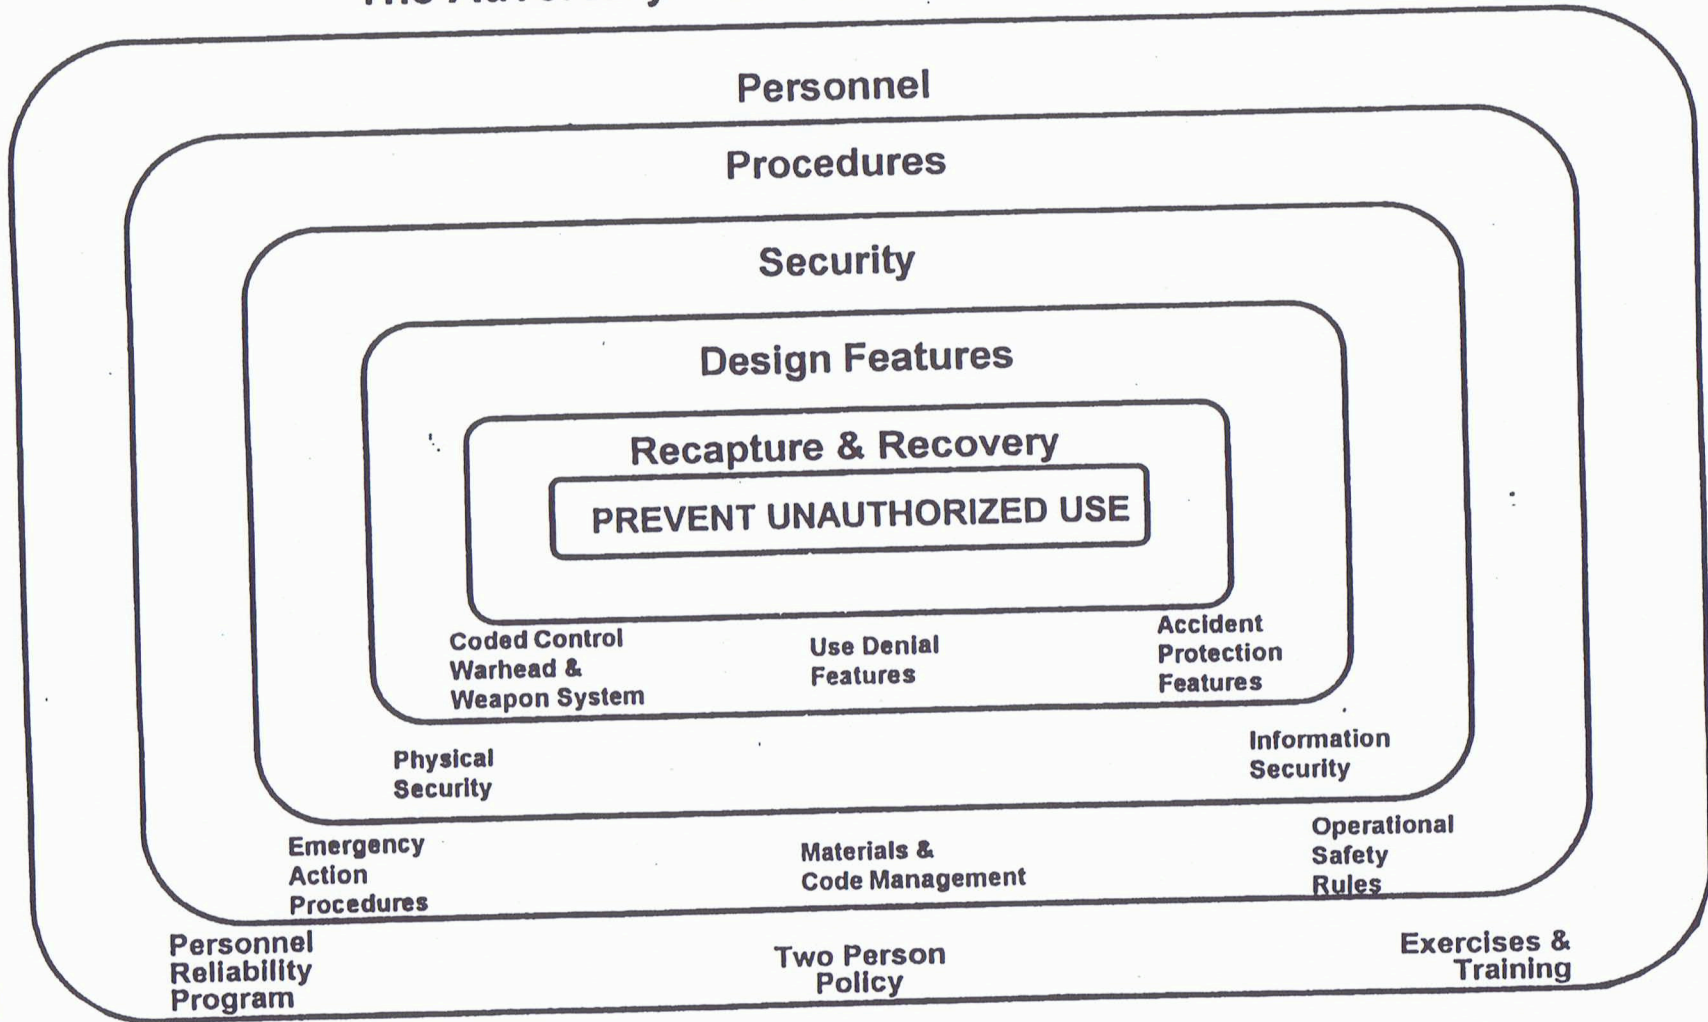 Personnel
Procedures
Security
Design Features
Recapture & Recovery
PREVENT UNAUTHORIZED USE
Coded Control
Warhead &
Weapon System
Use Denial
Features
Accident
Protection
Features
Physical
Security
Information
Security
Emergency
Action
Procedures
Materials &
Code Management
Operational
Safety
Rules
Personnel
Reliability
Program
Two Person
Policy
Exercises &
Training